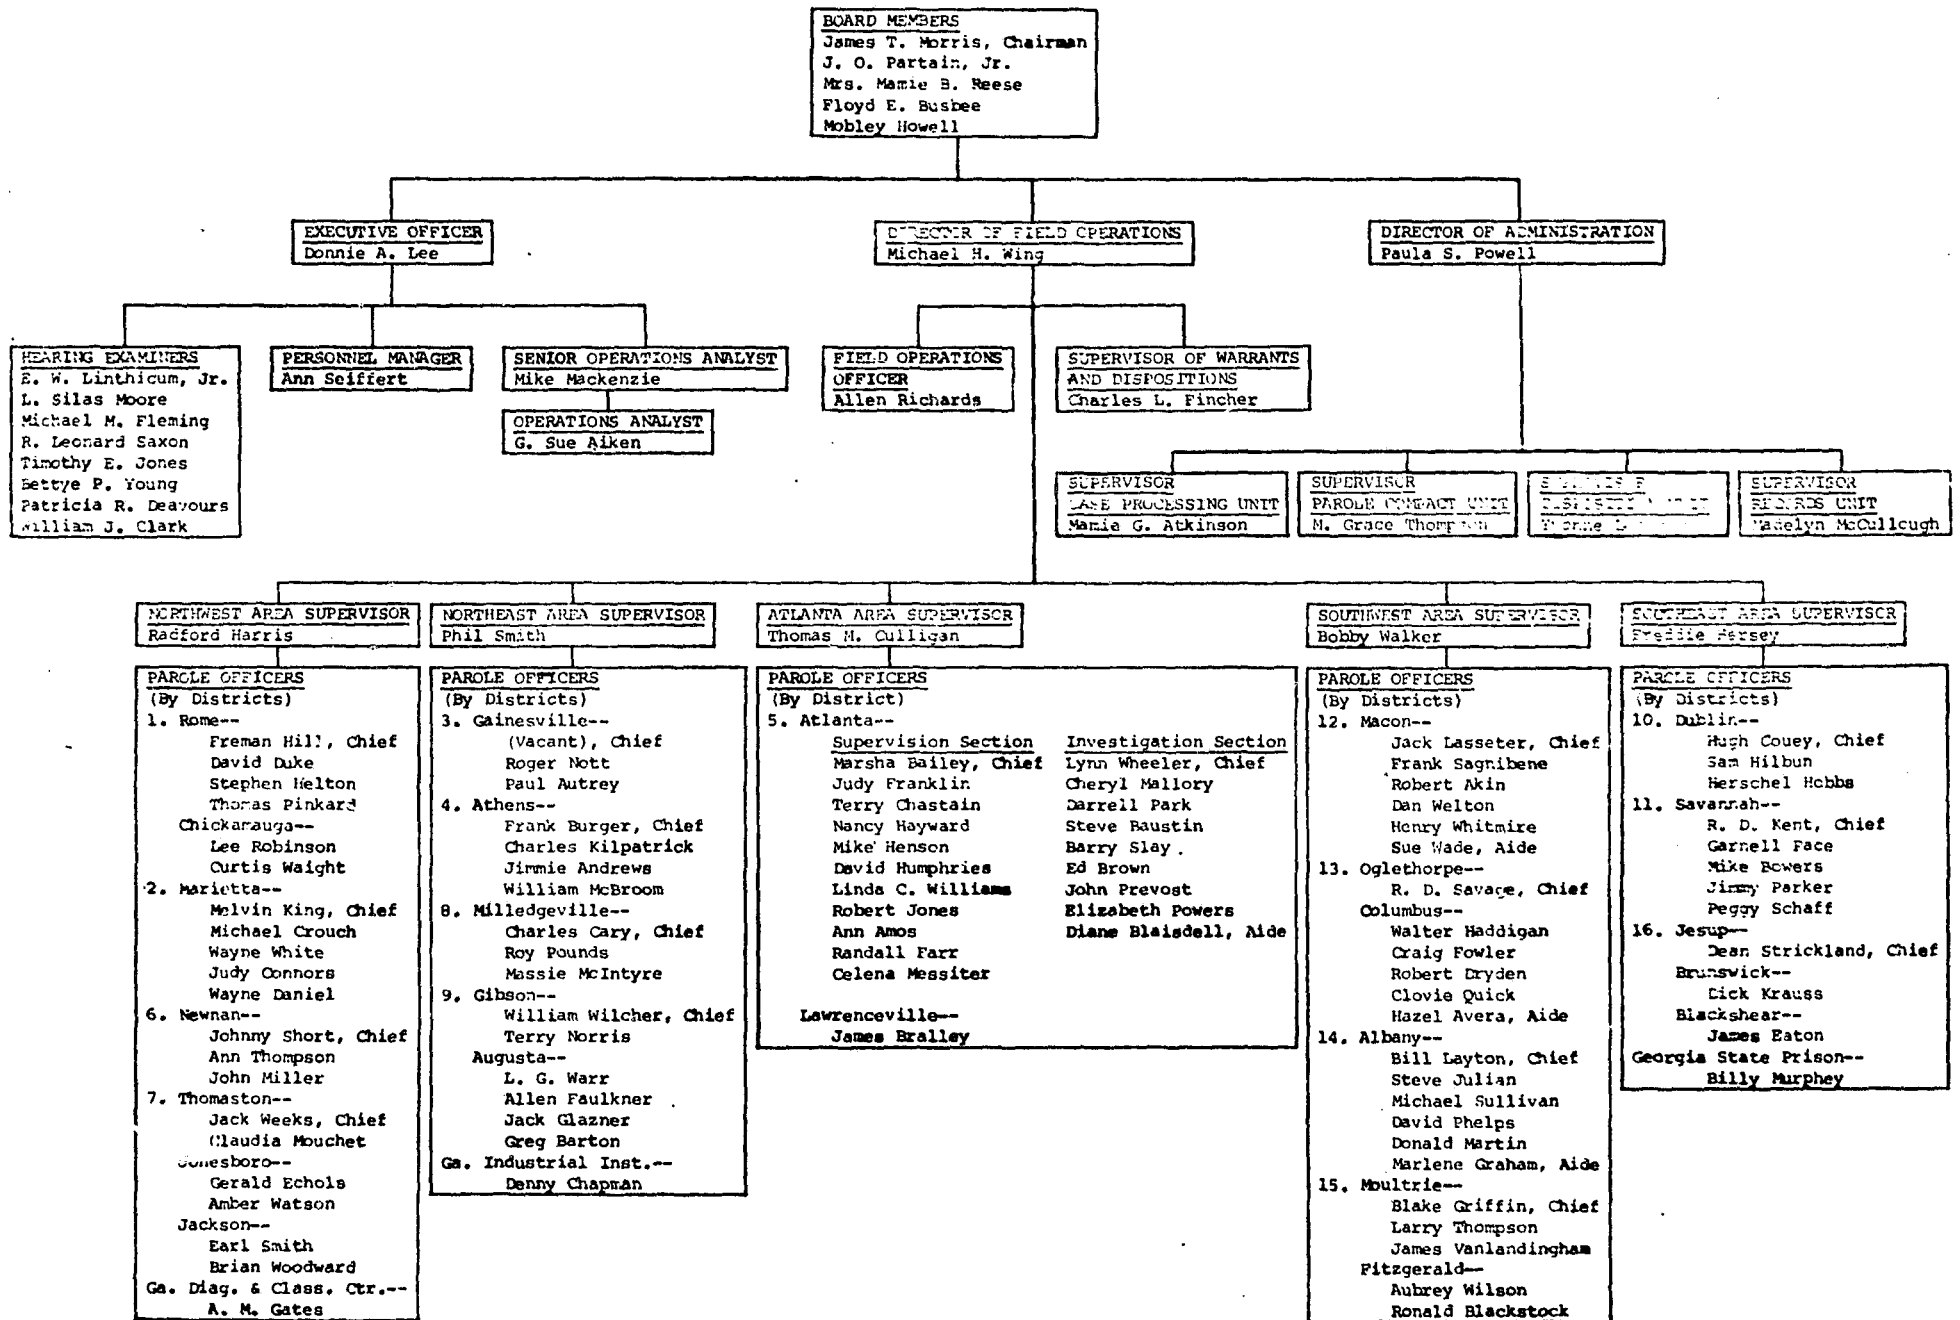 BOARD MEMBERS
James T. Morris, Chairman
J. O. Partain, Jr.
Mrs. Mamie B. Reese
Floyd E. Busbee
Mobley Howell
EXECUTIVE OFFICER
Donnie A. Lee
DIRECTOR OF FIELD OPERATIONS
Michael H. Wing
DIRECTOR OF ADMINISTRATION
Paula S. Powell
HEARING EXAMINERS
E. W. Linthicum, Jr.
L. Silas Moore
Michael M. Fleming
R. Leonard Saxon
Timothy E. Jones
Bettye P. Young
Patricia R. Deavours
William J. Clark
PERSONNEL MANAGER
Ann Seiffert
SENIOR OPERATIONS ANALYST
Mike Mackenzie
OPERATIONS ANALYST
G. Sue Aiken
FIELD OPERATIONS
OFFICER
Allen Richards
SUPERVISOR OF WARRANTS
AND DISPOSITIONS
Charles L. Fincher
SUPERVISOR
CASE PROCESSING UNIT
Mamie G. Atkinson
SUPERVISOR
PAROLE COMPACT UNIT
M. Grace Thompson
SUPERVISOR
UNIT
Yvonne
SUPERVISOR
RECORDS UNIT
Madelyn McCullough
NORTHWEST AREA SUPERVISOR
Radford Harris
PAROLE OFFICERS
(By Districts)
1. Rome--
Freman Hill, Chief
David Duke
Stephen Helton
Thomas Pinkard
Chickamauga--
Lee Robinson
Curtis Waight
2. Marietta--
Melvin King, Chief
Michael Crouch
Wayne White
Judy Connors
Wayne Daniel
6. Newnan--
Johnny Short, Chief
Ann Thompson
John Miller
7. Thomaston--
Jack Weeks, Chief
Claudia Mouchet
Jonesboro--
Gerald Echols
Amber Watson
Jackson--
Earl Smith
Brian Woodward
Ga. Diag. & Class. Ctr.--
A. M. Gates
NORTHEAST AREA SUPERVISOR
Phil Smith
PAROLE OFFICERS
(By Districts)
3. Gainesville--
(Vacant), Chief
Roger Nott
Paul Autrey
4. Athens--
Frank Burger, Chief
Charles Kilpatrick
Jimmie Andrews
William McBroom
8. Milledgeville--
Charles Cary, Chief
Roy Pounds
Massie McIntyre
9. Gibson--
William Wilcher, Chief
Terry Norris
Augusta--
L. G. Warr
Allen Faulkner
Jack Glazner
Greg Barton
Ga. Industrial Inst.--
Denny Chapman
ATLANTA AREA SUPERVISOR
Thomas M. Culligan
PAROLE OFFICERS
(By District)
5. Atlanta--
Supervision Section
Marsha Bailey, Chief
Judy Franklin
Terry Chastain
Nancy Hayward
Mike Henson
David Humphries
Linda C. Williams
Robert Jones
Ann Amos
Randall Farr
Celena Messiter
Investigation Section
Lynn Wheeler, Chief
Cheryl Mallory
Darrell Park
Steve Baustin
Barry Slay
Ed Brown
John Prevost
Elizabeth Powers
Diane Blaisdell, Aide
Lawrenceville--
James Bralley
SOUTHWEST AREA SUPERVISOR
Bobby Walker
PAROLE OFFICERS
(By Districts)
12. Macon--
Jack Lasseter, Chief
Frank Sagnibene
Robert Akin
Dan Welton
Henry Whitmire
Sue Wade, Aide
13. Oglethorpe--
R. D. Savage, Chief
Columbus--
Walter Haddigan
Craig Fowler
Robert Dryden
Clovie Quick
Hazel Avera, Aide
14. Albany--
Bill Layton, Chief
Steve Julian
Michael Sullivan
David Phelps
Donald Martin
Marlene Graham, Aide
15. Moultrie--
Blake Griffin, Chief
Larry Thompson
James Vanlandingham
Fitzgerald--
Aubrey Wilson
Ronald Blackstock
SOUTHEAST AREA SUPERVISOR
Freddie Hersey
PAROLE OFFICERS
(By Districts)
10. Dublin--
Hugh Couey, Chief
Sam Hilbun
Herschel Hobbs
11. Savannah--
R. D. Kent, Chief
Garnell Face
Mike Bowers
Jimmy Parker
Peggy Schaff
16. Jesup--
Dean Strickland, Chief
Brunswick--
Dick Krauss
Blackshear--
James Eaton
Georgia State Prison--
Billy Murphey